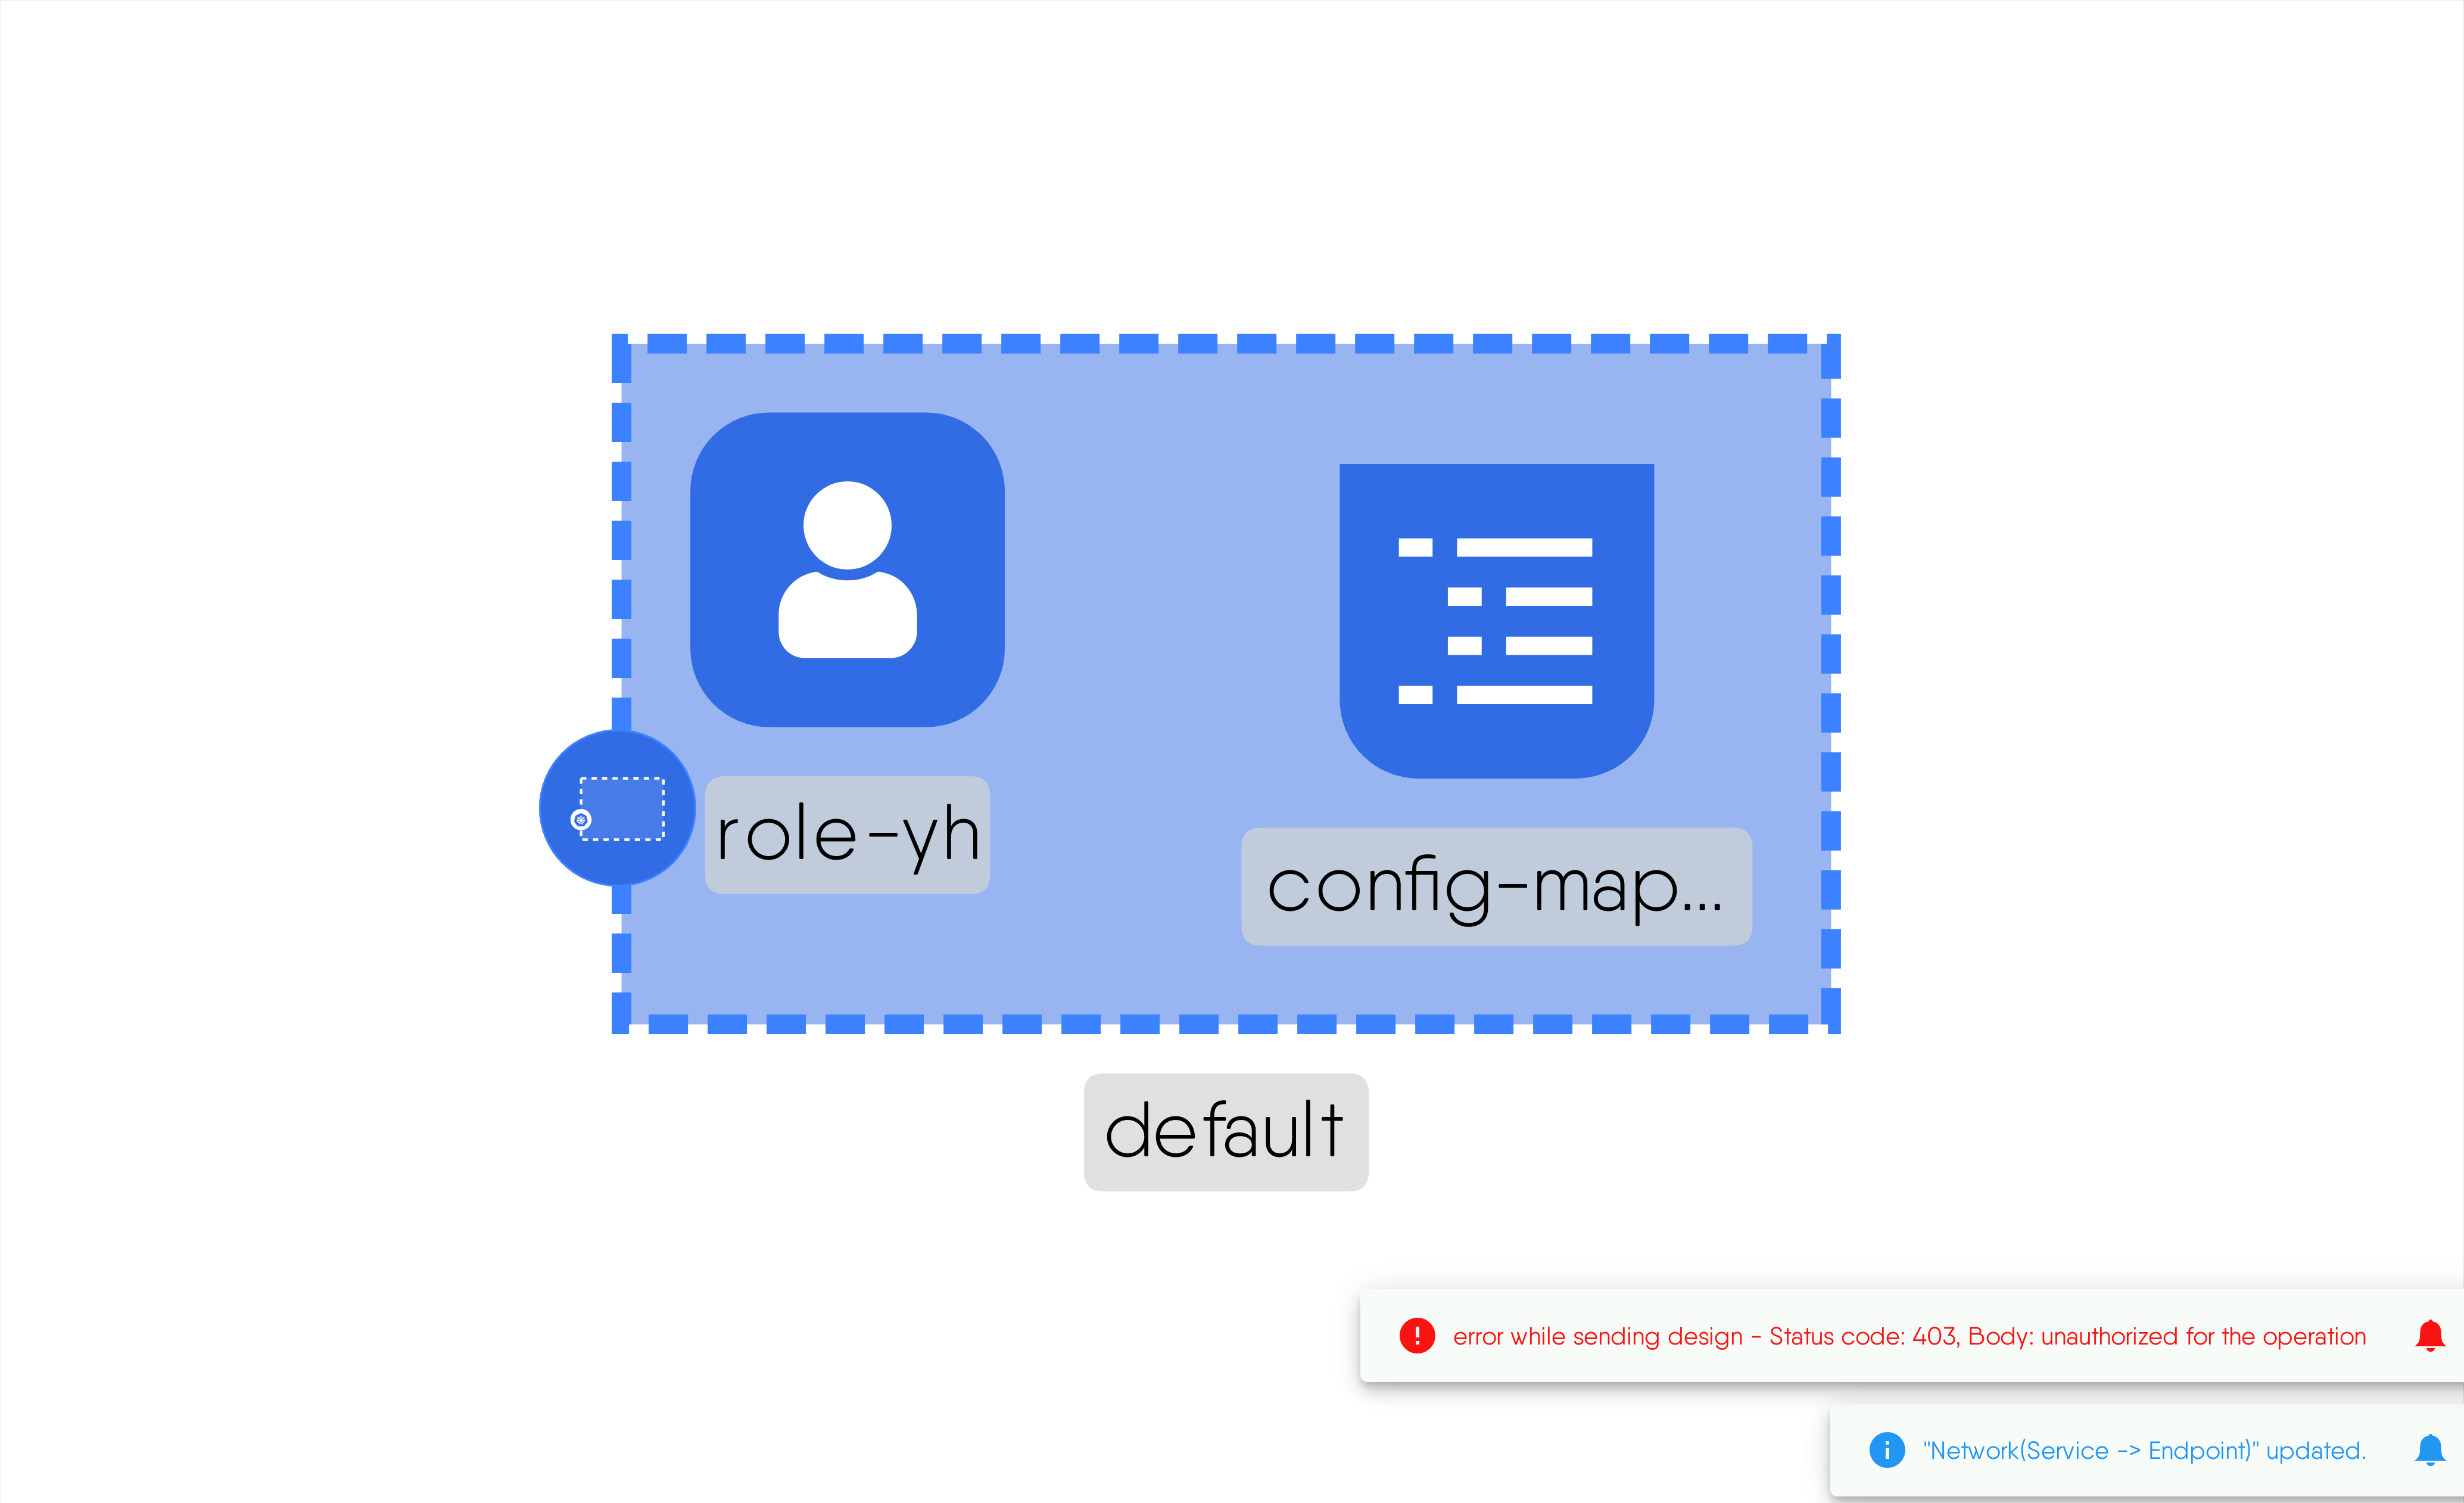 role-yh
config-map...
default
error while sending design - Status code: 403, Body: unauthorized for the operation
"Network(Service -> Endpoint)" updated.